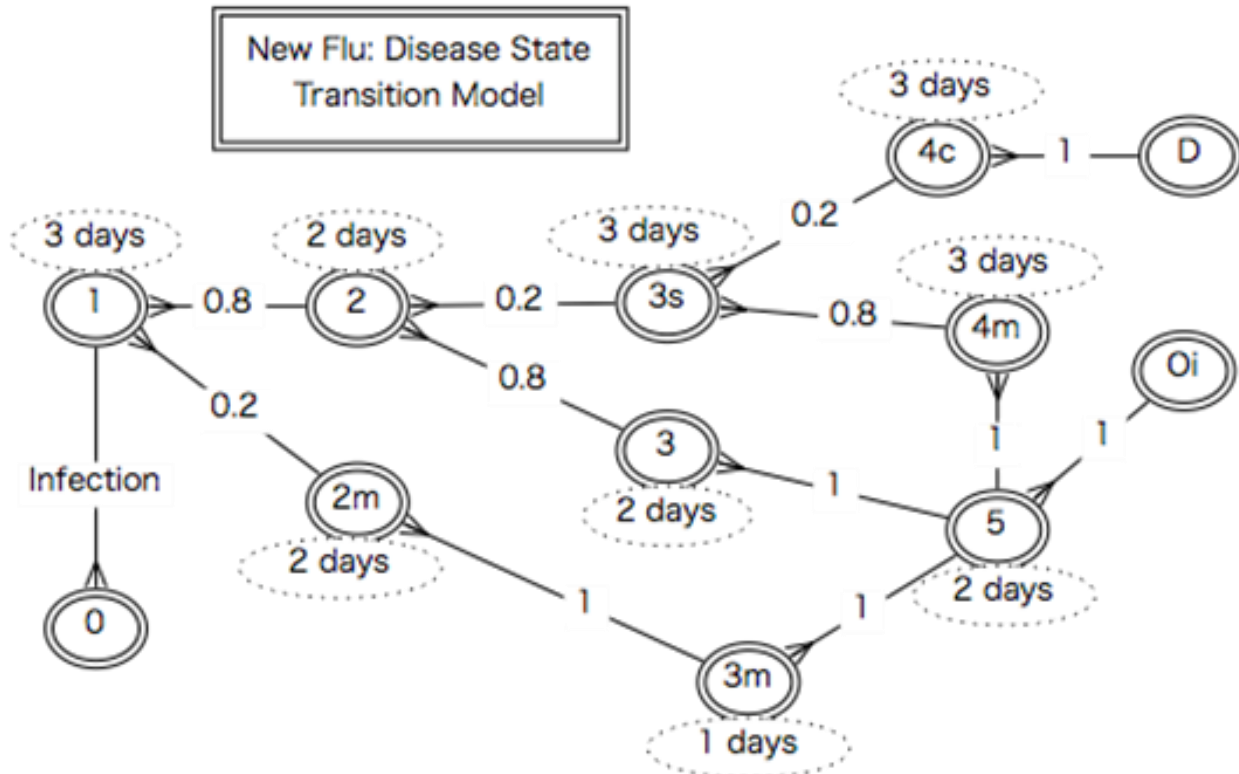 New Flu: Disease State
Transition Model
3 days
4c
1
D
3 days
2 days
3 days
0.2
3 days
1
0.8
2
0.2
3s
0.8
4m
Oi
0.2
0.8
3
1
1
Infection
2m
1
5
2 days
2 days
2 days
0
1
1
3m
1 days